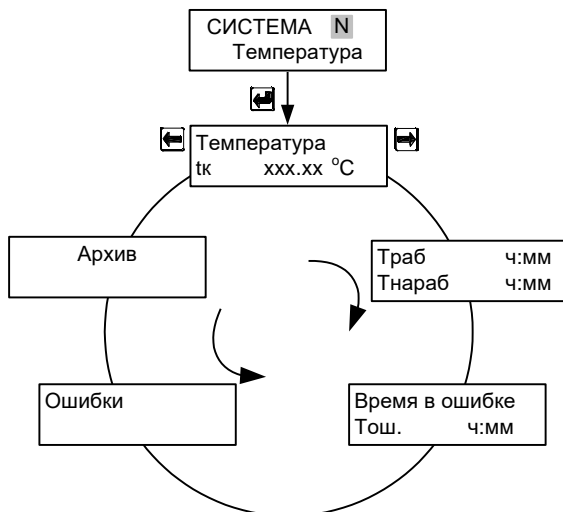 СИСТЕМА N
Температура
Температура
tк xxx.xx °C
Архив
Траб ч:мм
Тнараб ч:мм
Ошибки
Время в ошибке
Тош. ч:мм